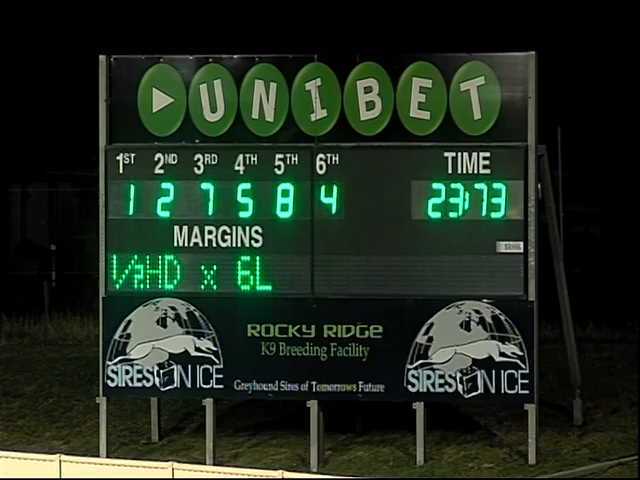 UNIBET
1ST 2ND 3RD 4TH 5TH 6TH TIME
1 2 7 5 8 4 23:73
MARGINS
1/2HD x 6L
ROCKY RIDGE
K9 Breeding Facility
SIRES ON ICE
SIRES ON ICE
Greyhound Sires of Tomorrows Future